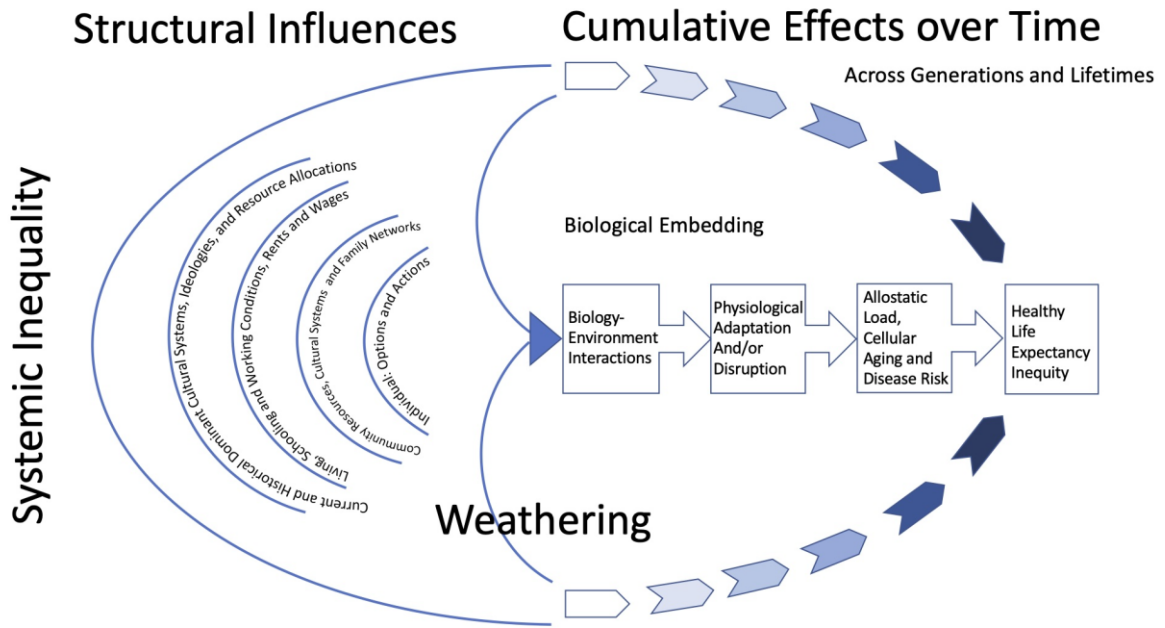 Structural Influences
Cumulative Effects over Time
Across Generations and Lifetimes
Systemic Inequality
Current and Historical Dominant Cultural Systems, Ideologies, and Resource Allocations
Living, Schooling and Working Conditions, Rents and Wages
Community Resources, Cultural Systems and Family Networks
Individual: Options and Actions
Biological Embedding
Biology-
Environment
Interactions
Physiological
Adaptation
And/or
Disruption
Allostatic
Load,
Cellular
Aging and
Disease Risk
Healthy
Life
Expectancy
Inequity
Weathering